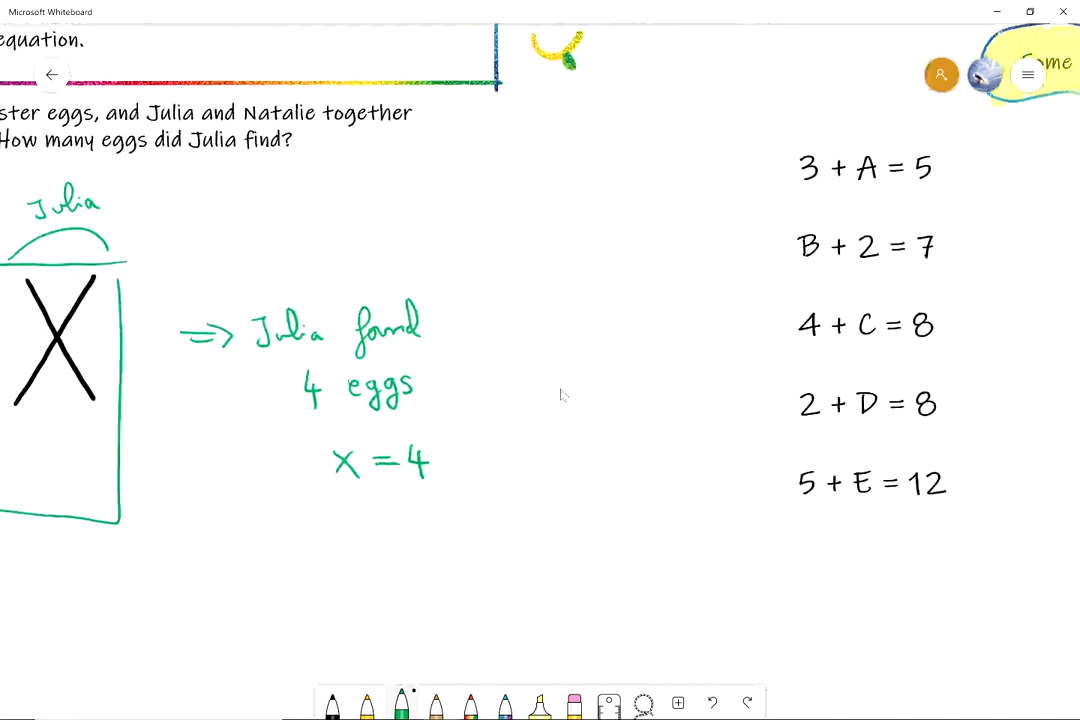 Microsoft Whiteboard
equation.
ome
ster eggs, and Julia and Natalie together
How many eggs did Julia find?
Julia
X
=> Julia found
4 eggs
x = 4
3 + A = 5
B + 2 = 7
4 + C = 8
2 + D = 8
5 + E = 12